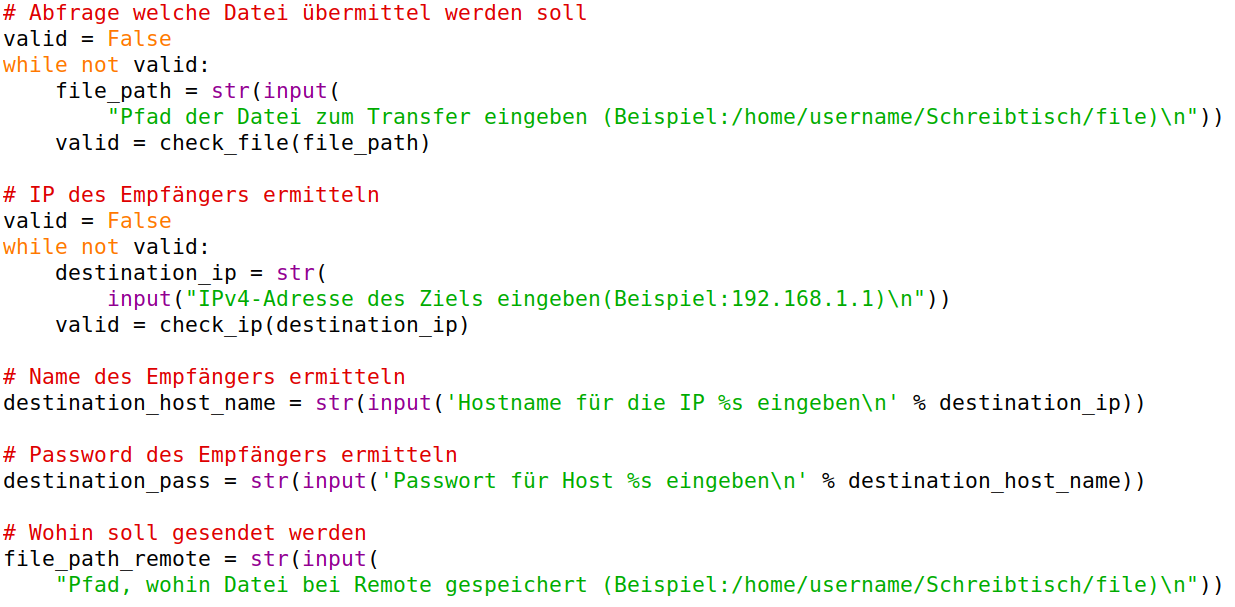 # Abfrage welche Datei übermittel werden soll
valid = False
while not valid:
    file_path = str(input(
        "Pfad der Datei zum Transfer eingeben (Beispiel:/home/username/Schreibtisch/file)\n"))
    valid = check_file(file_path)

# IP des Empfängers ermitteln
valid = False
while not valid:
    destination_ip = str(
        input("IPv4-Adresse des Ziels eingeben(Beispiel:192.168.1.1)\n"))
    valid = check_ip(destination_ip)

# Name des Empfängers ermitteln
destination_host_name = str(input('Hostname für die IP %s eingeben\n' % destination_ip))

# Password des Empfängers ermitteln
destination_pass = str(input('Passwort für Host %s eingeben\n' % destination_host_name))

# Wohin soll gesendet werden
file_path_remote = str(input(
    "Pfad, wohin Datei bei Remote gespeichert (Beispiel:/home/username/Schreibtisch/file)\n"))